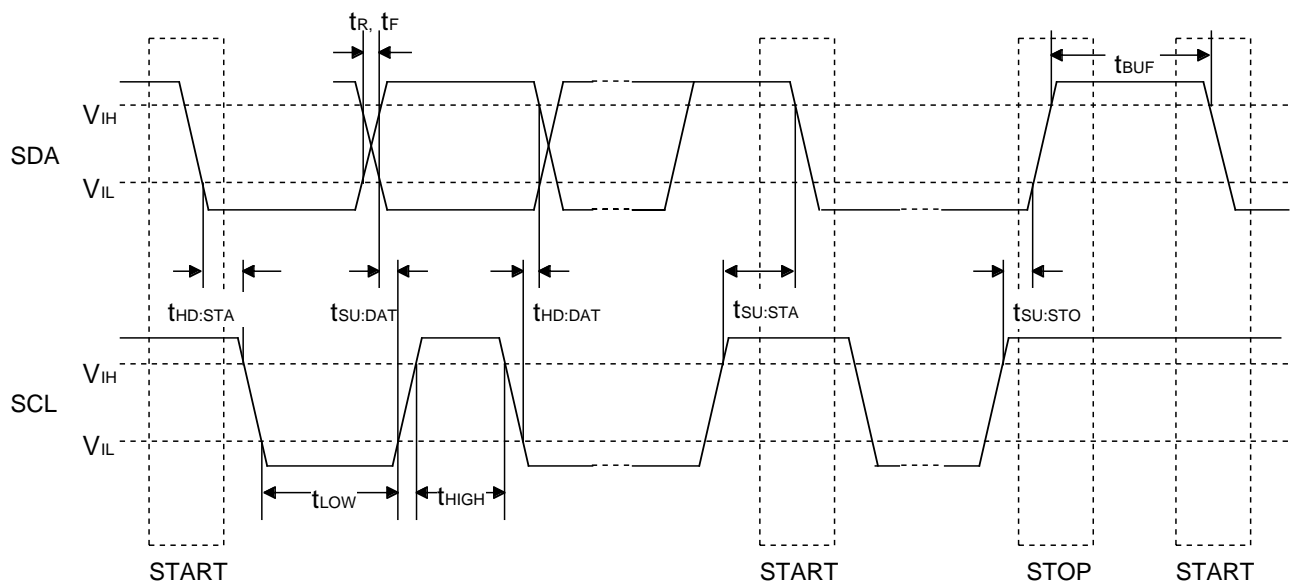 tR, tF
tBUF
VIH
SDA
VIL
tHD:STA
tSU:DAT
tHD:DAT
tSU:STA
tSU:STO
VIH
SCL
VIL
tLOW
tHIGH
START
START
STOP
START